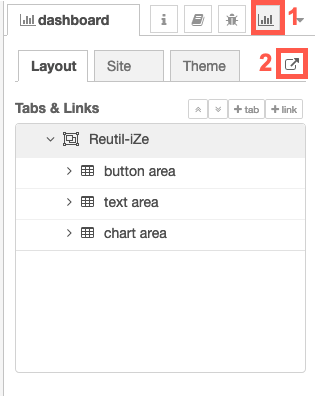 dashboard
1
Layout
Site
Theme
2
Tabs & Links
+tab
+link
Reutil-iZe
button area
text area
chart area